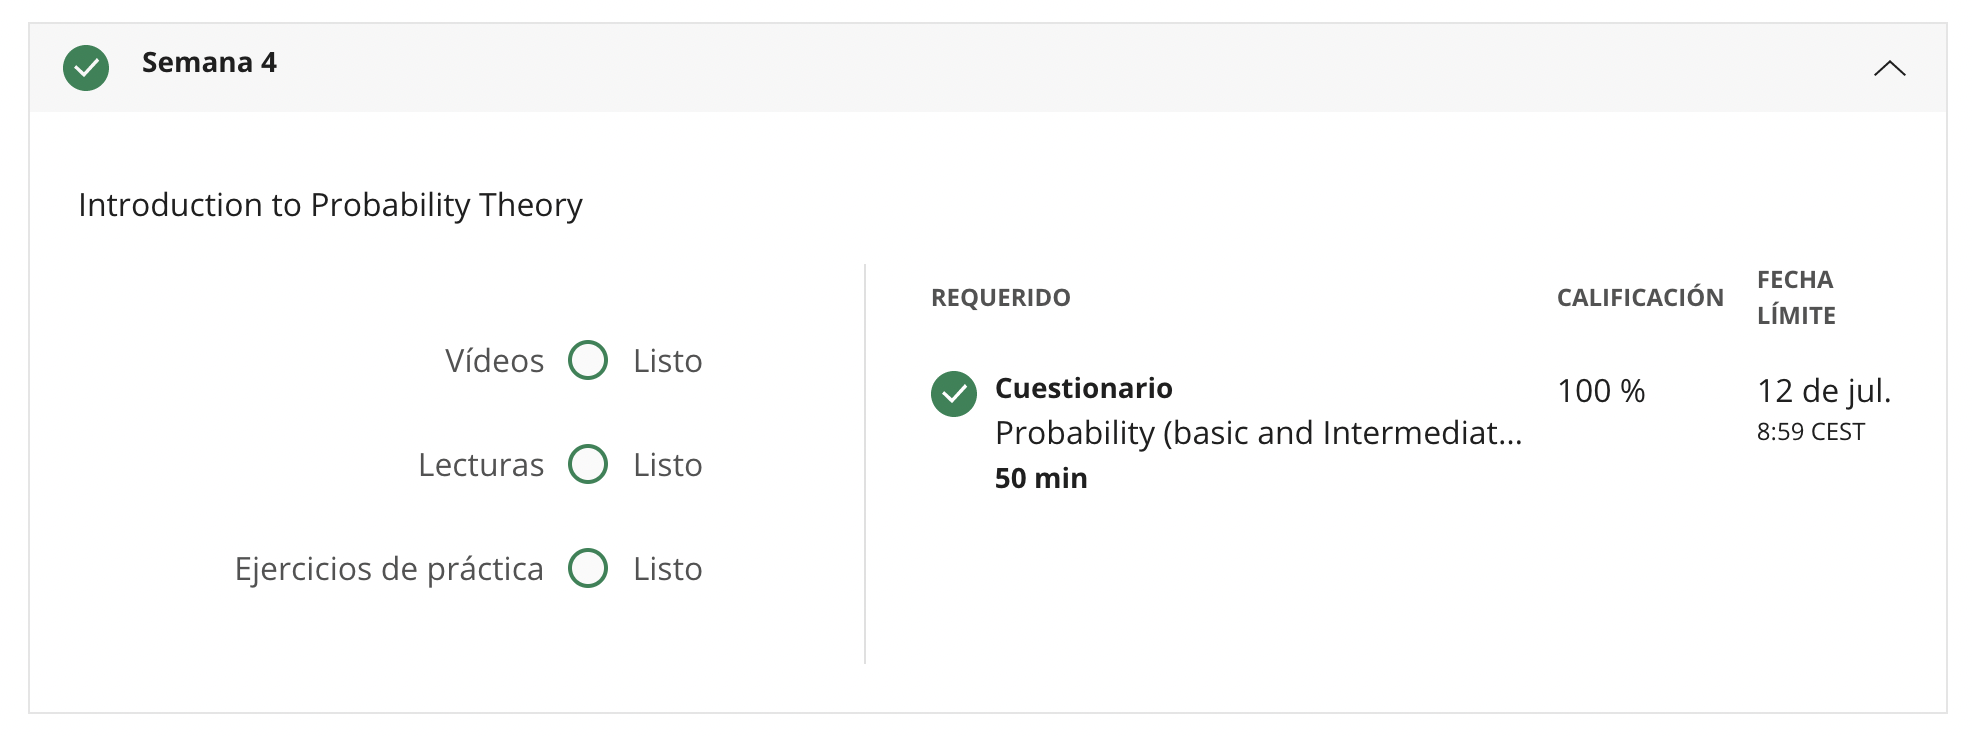 Semana 4
Introduction to Probability Theory
Vídeos Listo
Lecturas Listo
Ejercicios de práctica Listo
REQUERIDO CALIFICACIÓN FECHA LÍMITE
Cuestionario 100 % 12 de jul.
Probability (basic and Intermediat... 8:59 CEST
50 min